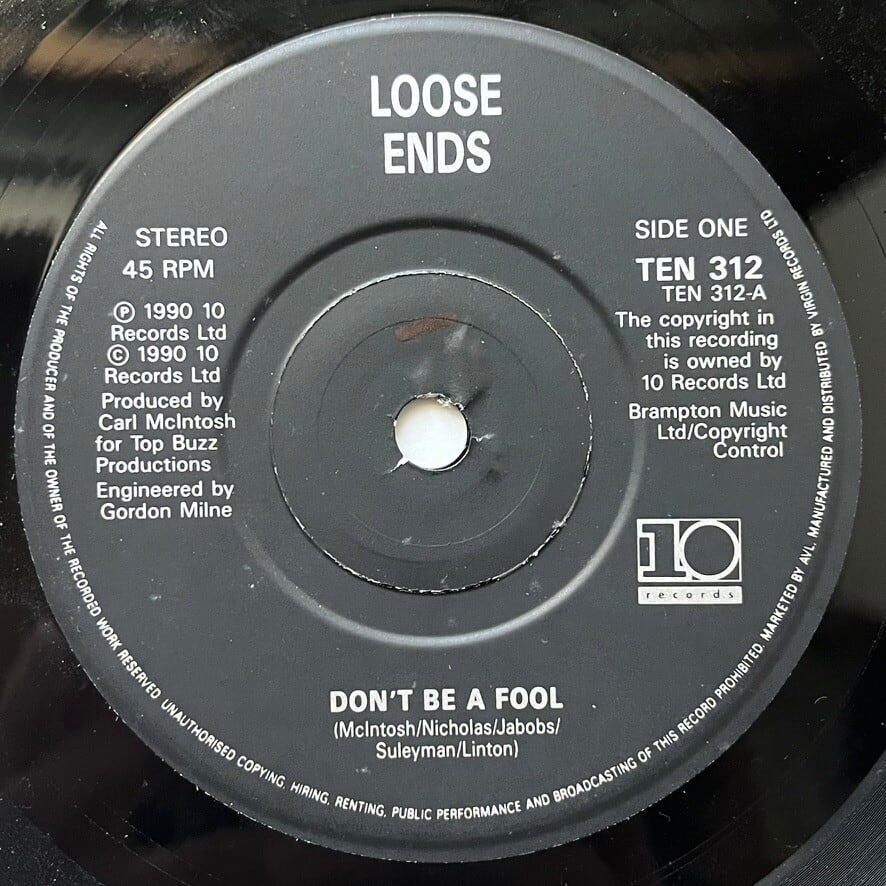 LOOSE
ENDS
STEREO
45 RPM
Ⓟ 1990 10
Records Ltd
© 1990 10
Records Ltd
Produced by
Carl McIntosh
for Top Buzz
Productions
Engineered by
Gordon Milne
SIDE ONE
TEN 312
TEN 312-A
The copyright in
this recording
is owned by
10 Records Ltd
Brampton Music
Ltd/Copyright
Control
10
records
DON'T BE A FOOL
(McIntosh/Nicholas/Jabobs/
Suleyman/Linton)
ALL RIGHTS OF THE PRODUCER AND OF THE OWNER OF THE RECORDED WORK RESERVED. UNAUTHORISED COPYING, HIRING, RENTING, PUBLIC PERFORMANCE AND BROADCASTING OF THIS RECORD PROHIBITED. MARKETED BY AVL. MANUFACTURED AND DISTRIBUTED BY VIRGIN RECORDS LTD